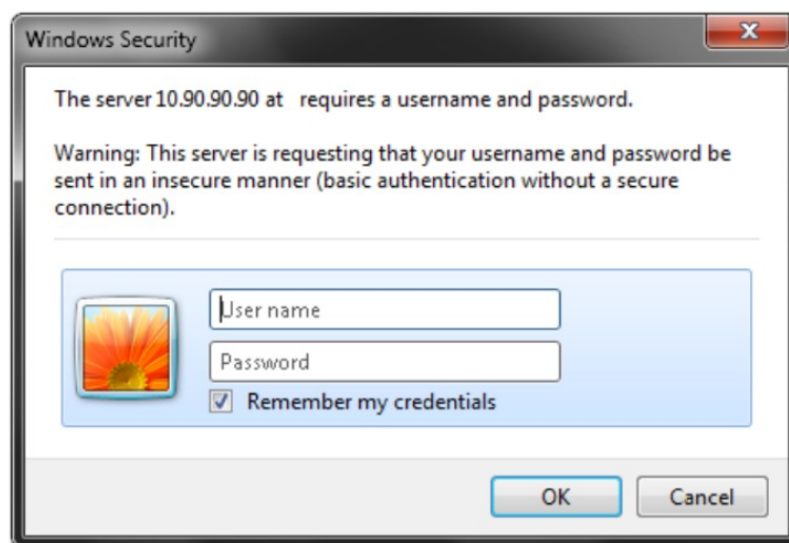 Windows Security
The server 10.90.90.90 at   requires a username and password.
Warning: This server is requesting that your username and password be
sent in an insecure manner (basic authentication without a secure
connection).
User name
Password
Remember my credentials
OK Cancel